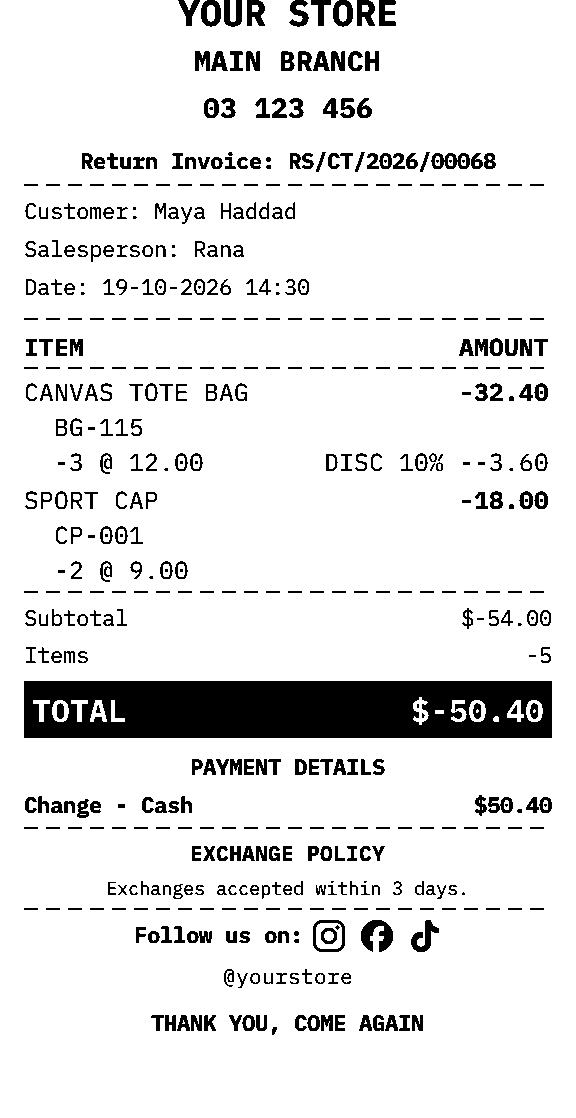 YOUR STORE
MAIN BRANCH
03 123 456
Return Invoice: RS/CT/2026/00068
Customer: Maya Haddad
Salesperson: Rana
Date: 19-10-2026 14:30
ITEM AMOUNT
CANVAS TOTE BAG -32.40
BG-115
-3 @ 12.00 DISC 10% --3.60
SPORT CAP -18.00
CP-001
-2 @ 9.00
Subtotal $-54.00
Items -5
TOTAL $-50.40
PAYMENT DETAILS
Change - Cash $50.40
EXCHANGE POLICY
Exchanges accepted within 3 days.
Follow us on:
@yourstore
THANK YOU, COME AGAIN